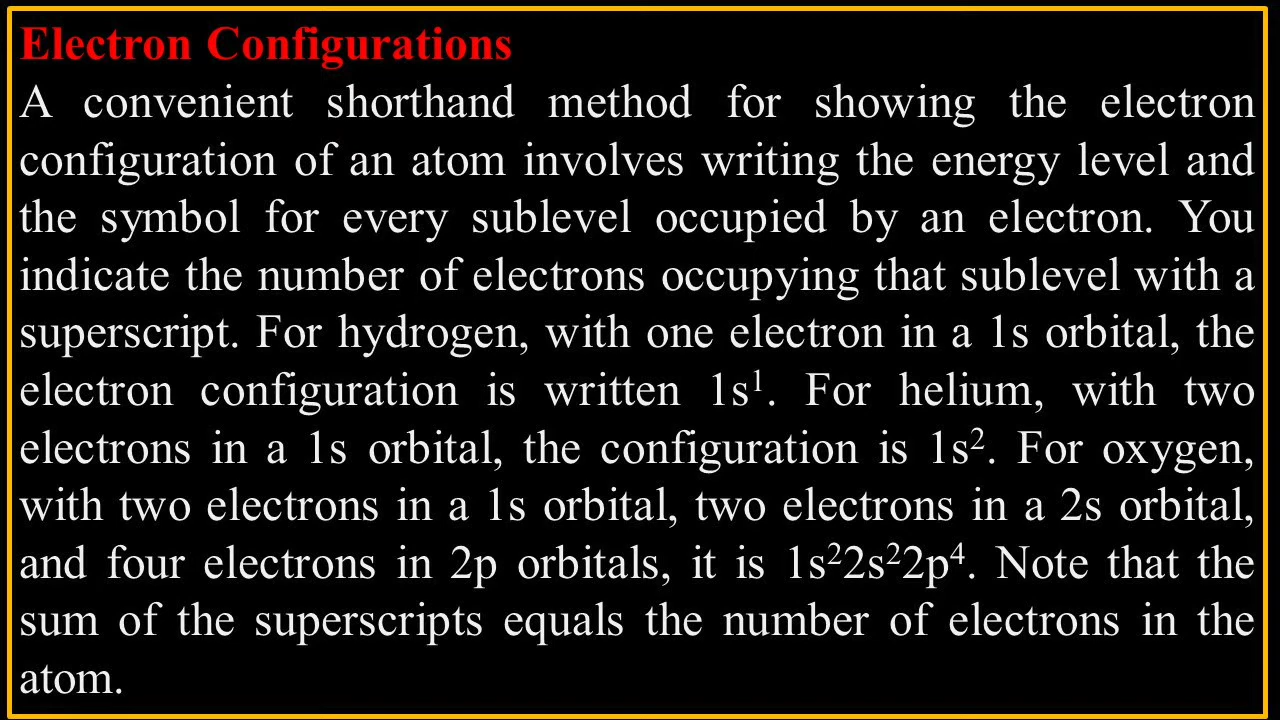 Electron Configurations
A convenient shorthand method for showing the electron
configuration of an atom involves writing the energy level and
the symbol for every sublevel occupied by an electron. You
indicate the number of electrons occupying that sublevel with a
superscript. For hydrogen, with one electron in a 1s orbital, the
electron configuration is written 1s¹. For helium, with two
electrons in a 1s orbital, the configuration is 1s². For oxygen,
with two electrons in a 1s orbital, two electrons in a 2s orbital,
and four electrons in 2p orbitals, it is 1s²2s²2p⁴. Note that the
sum of the superscripts equals the number of electrons in the
atom.